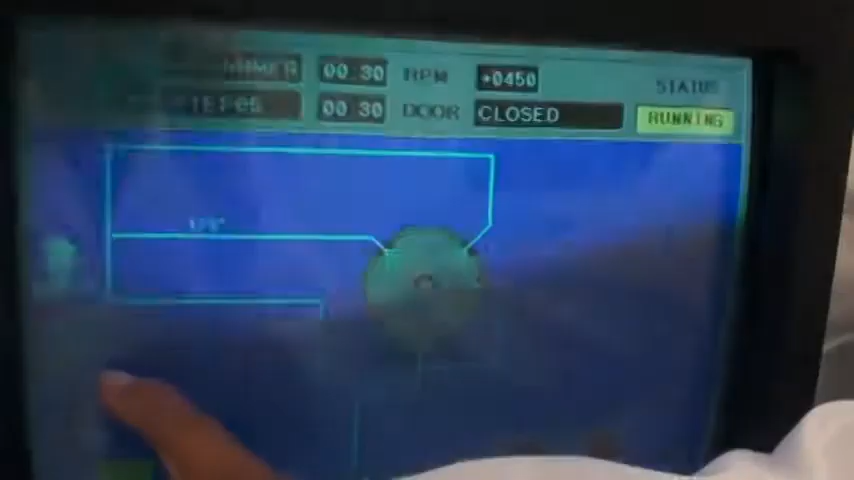 00.30 RPM +0450 STATUS
00 30 DOOR CLOSED RUNNING